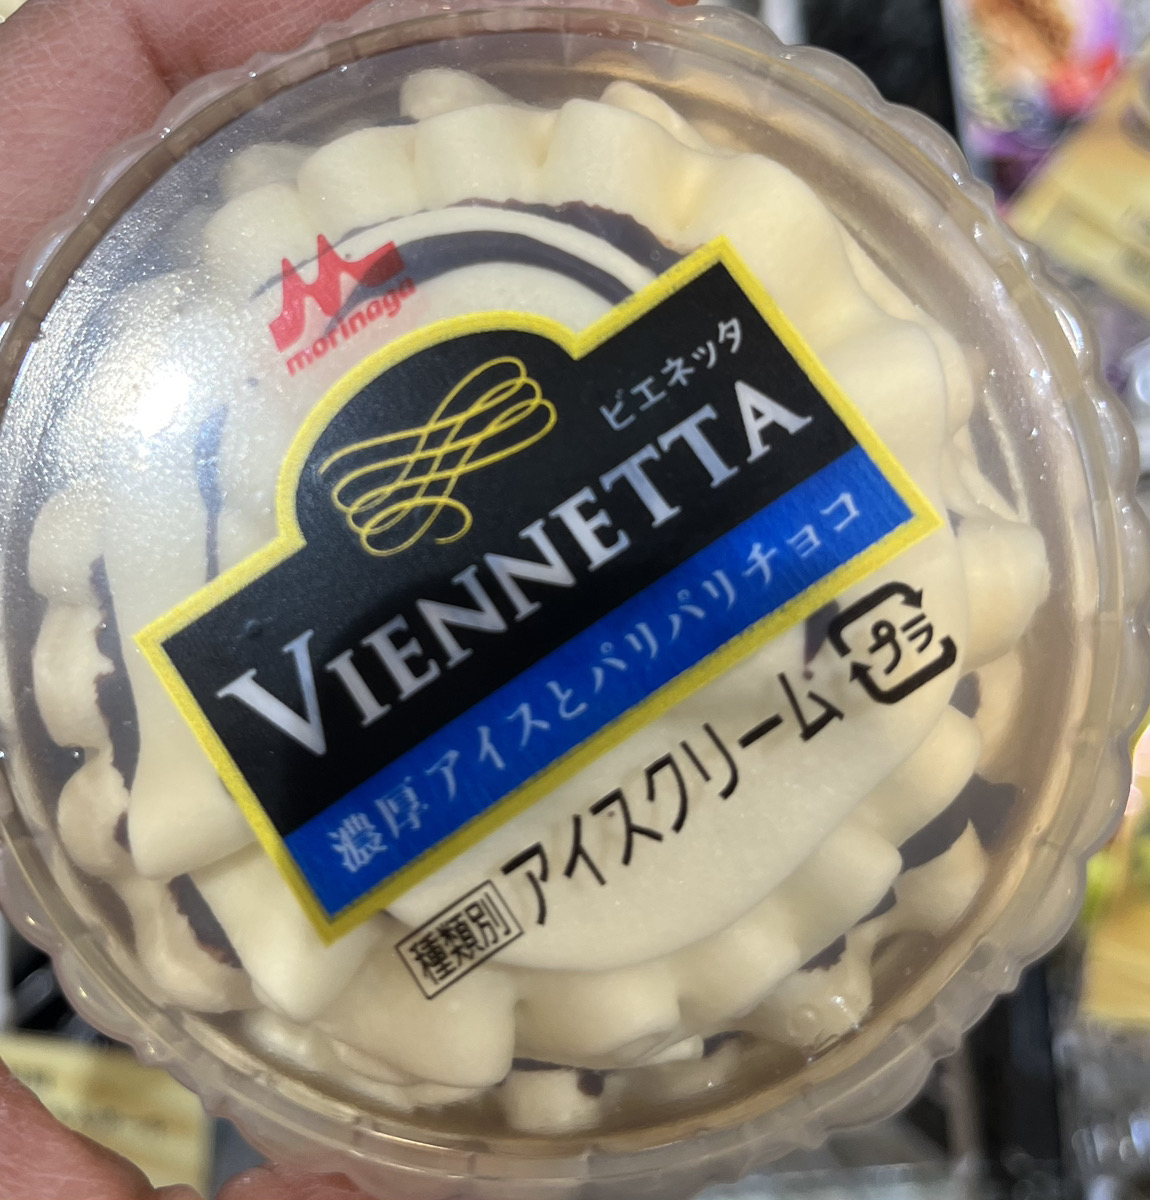 morinaga
ビエネッタ
VIENNETTA
濃厚アイスとパリパリチョコ
種類別 アイスクリーム
プラ